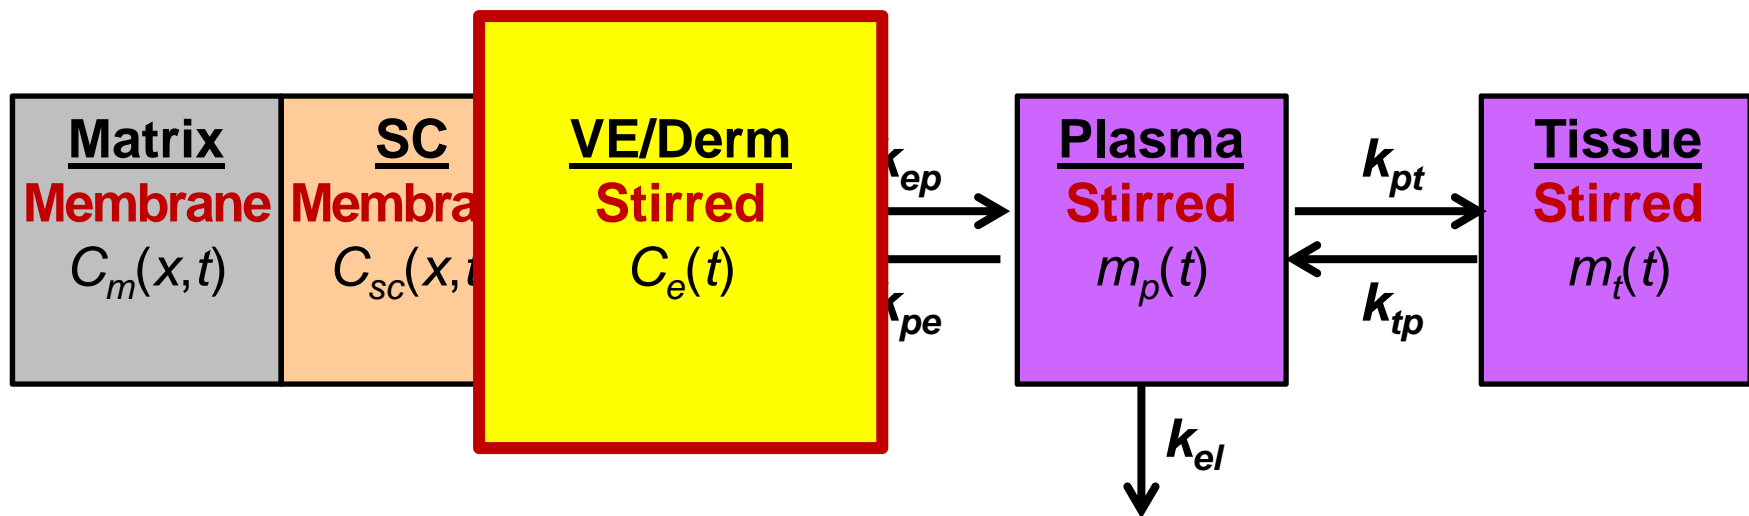 Matrix
Membrane
Cm(x,t)
SC
Membra
Csc(x,t
VE/Derm
Stirred
Ce(t)
kep
kpe
Plasma
Stirred
mp(t)
kel
kpt
ktp
Tissue
Stirred
mt(t)